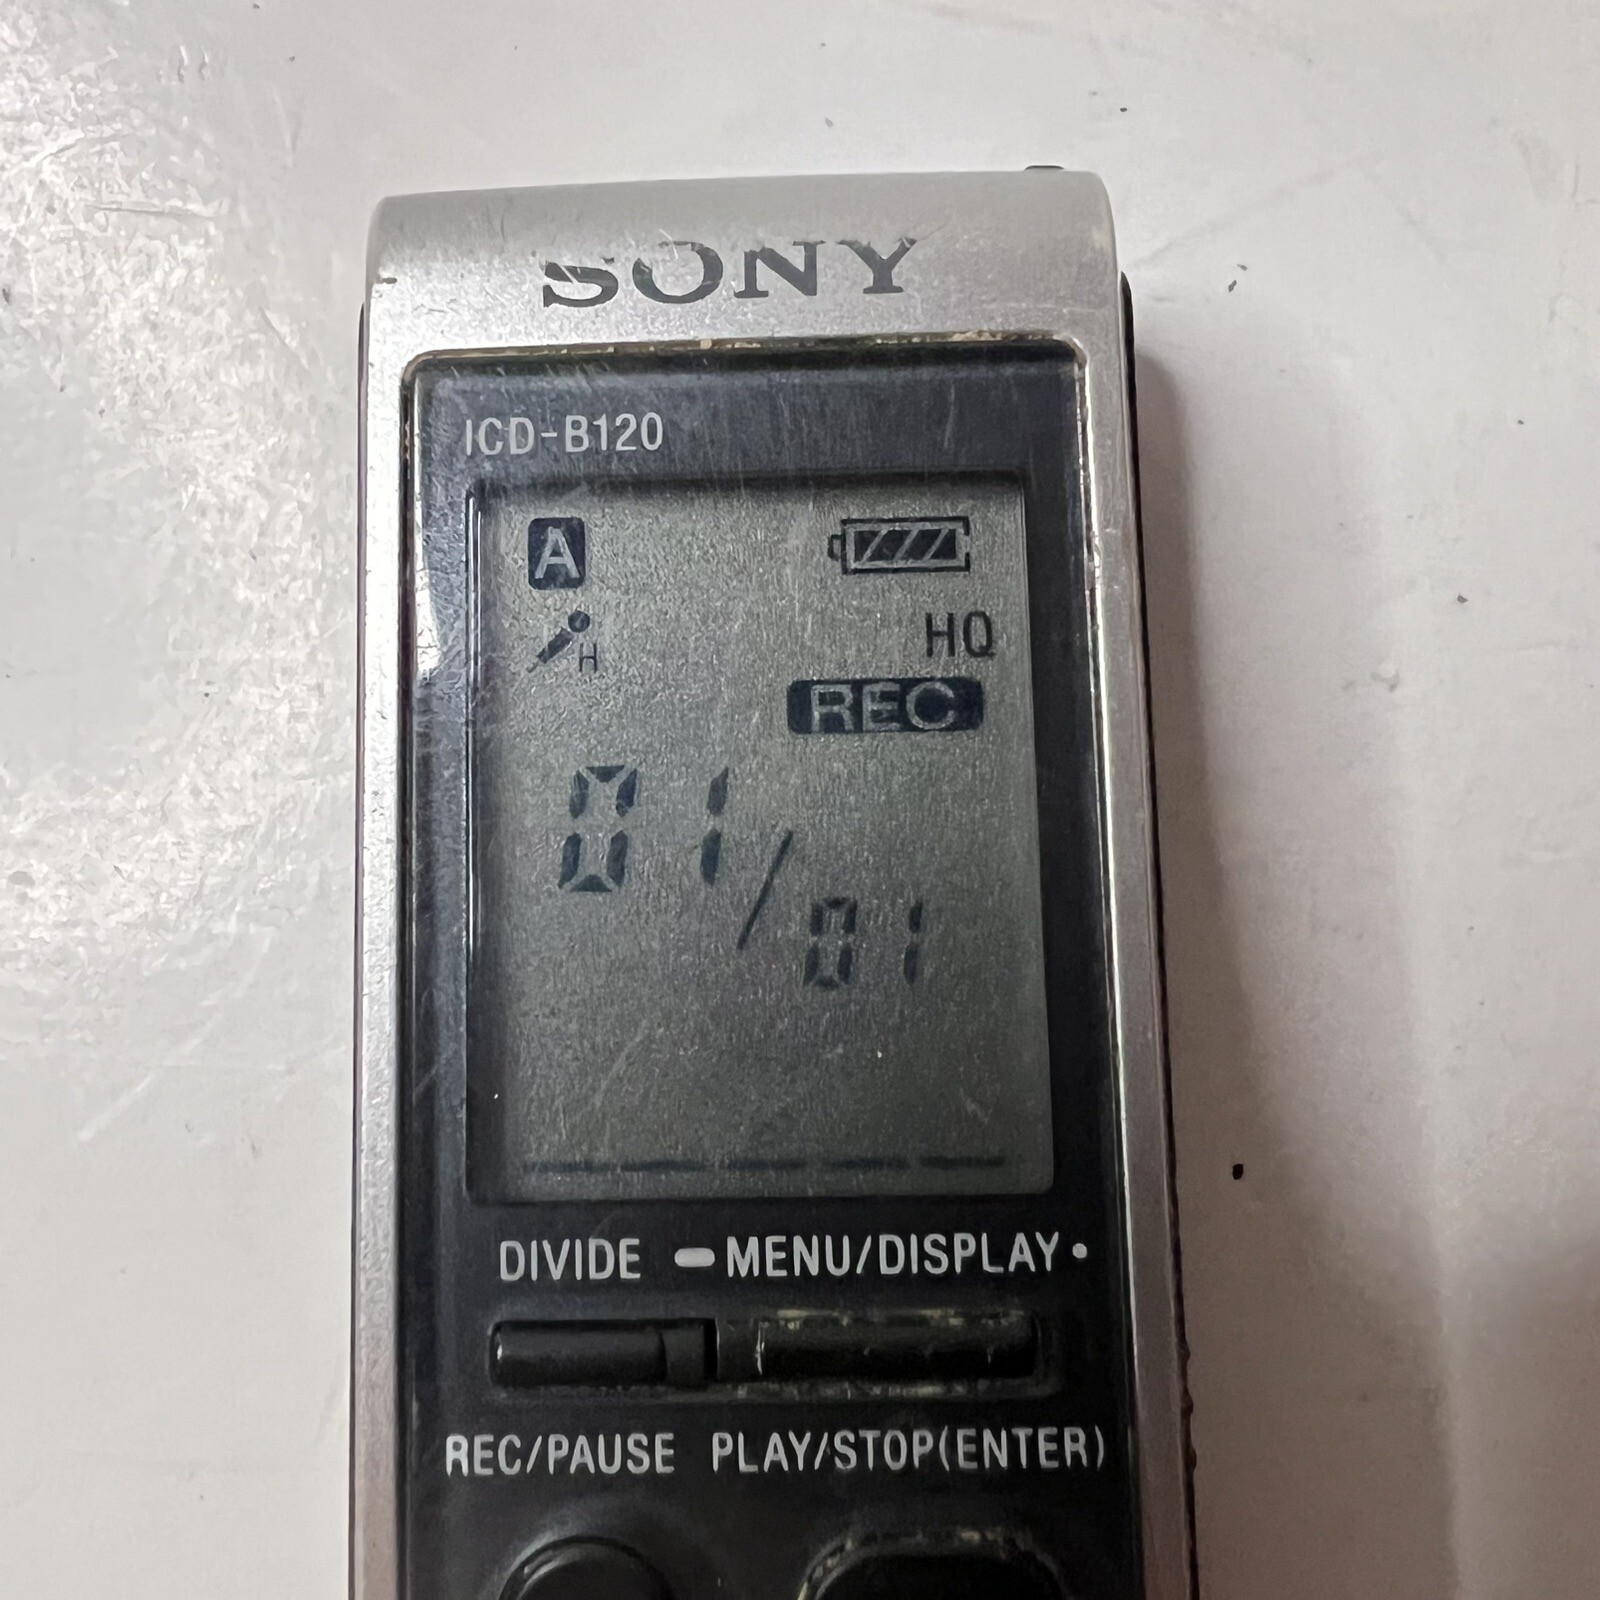 SONY
ICD-B120
A
H
HQ
REC
01/01
DIVIDE MENU/DISPLAY •
REC/PAUSE PLAY/STOP(ENTER)